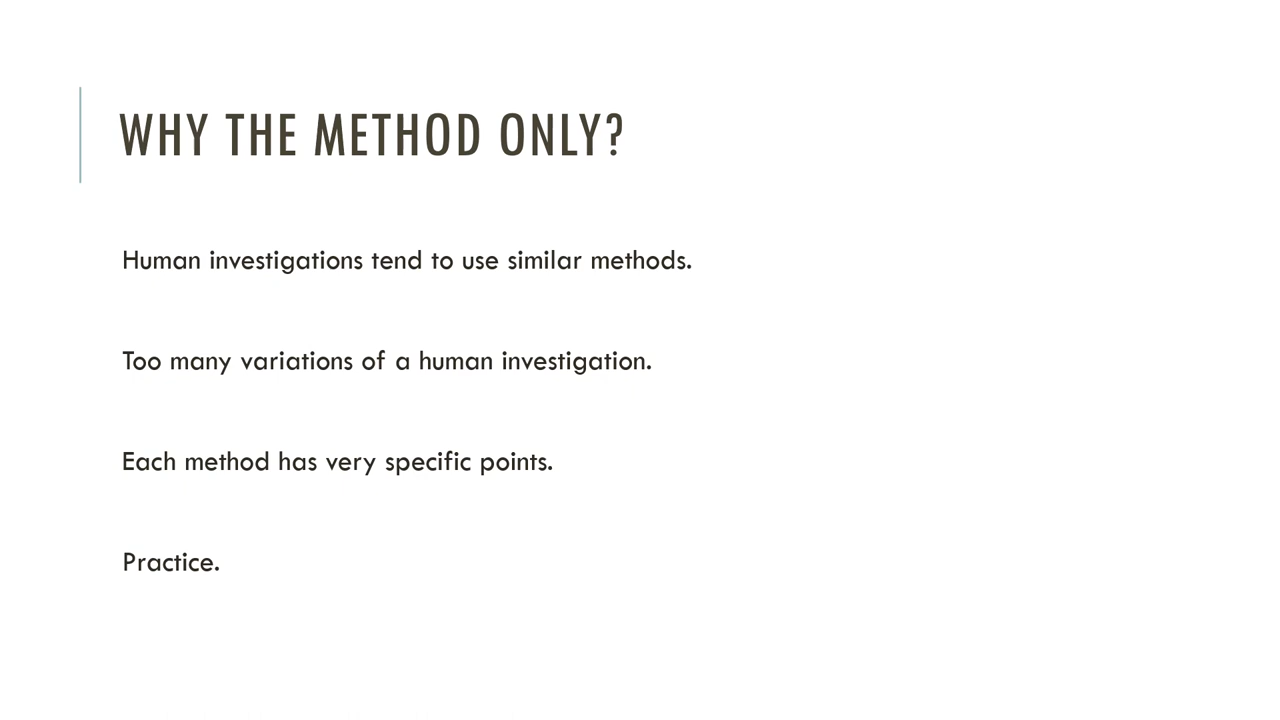 WHY THE METHOD ONLY?
Human investigations tend to use similar methods.
Too many variations of a human investigation.
Each method has very specific points.
Practice.